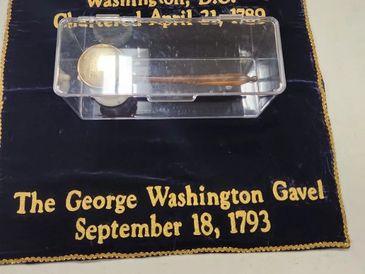 Washington, D.C.
Chartered April 21, 1789
The George Washington Gavel
September 18, 1793